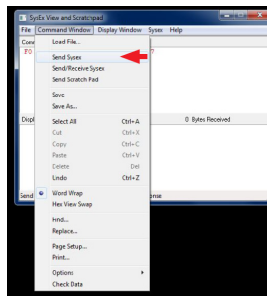 SysEx View and Scratchpad
File Command Window Display Window Sysex Help
Load File...
F0
7
Send Sysex
Send/Receive Sysex
Send Scratch Pad
Save
Save As...
Select All Ctrl+A
0 Bytes Received
Cut Ctrl+X
Copy Ctrl+C
Paste Ctrl+V
Delete Del
Undo Ctrl+Z
Word Wrap
Hex View Swap
Find...
Replace...
Page Setup...
Print...
Options
Check Data